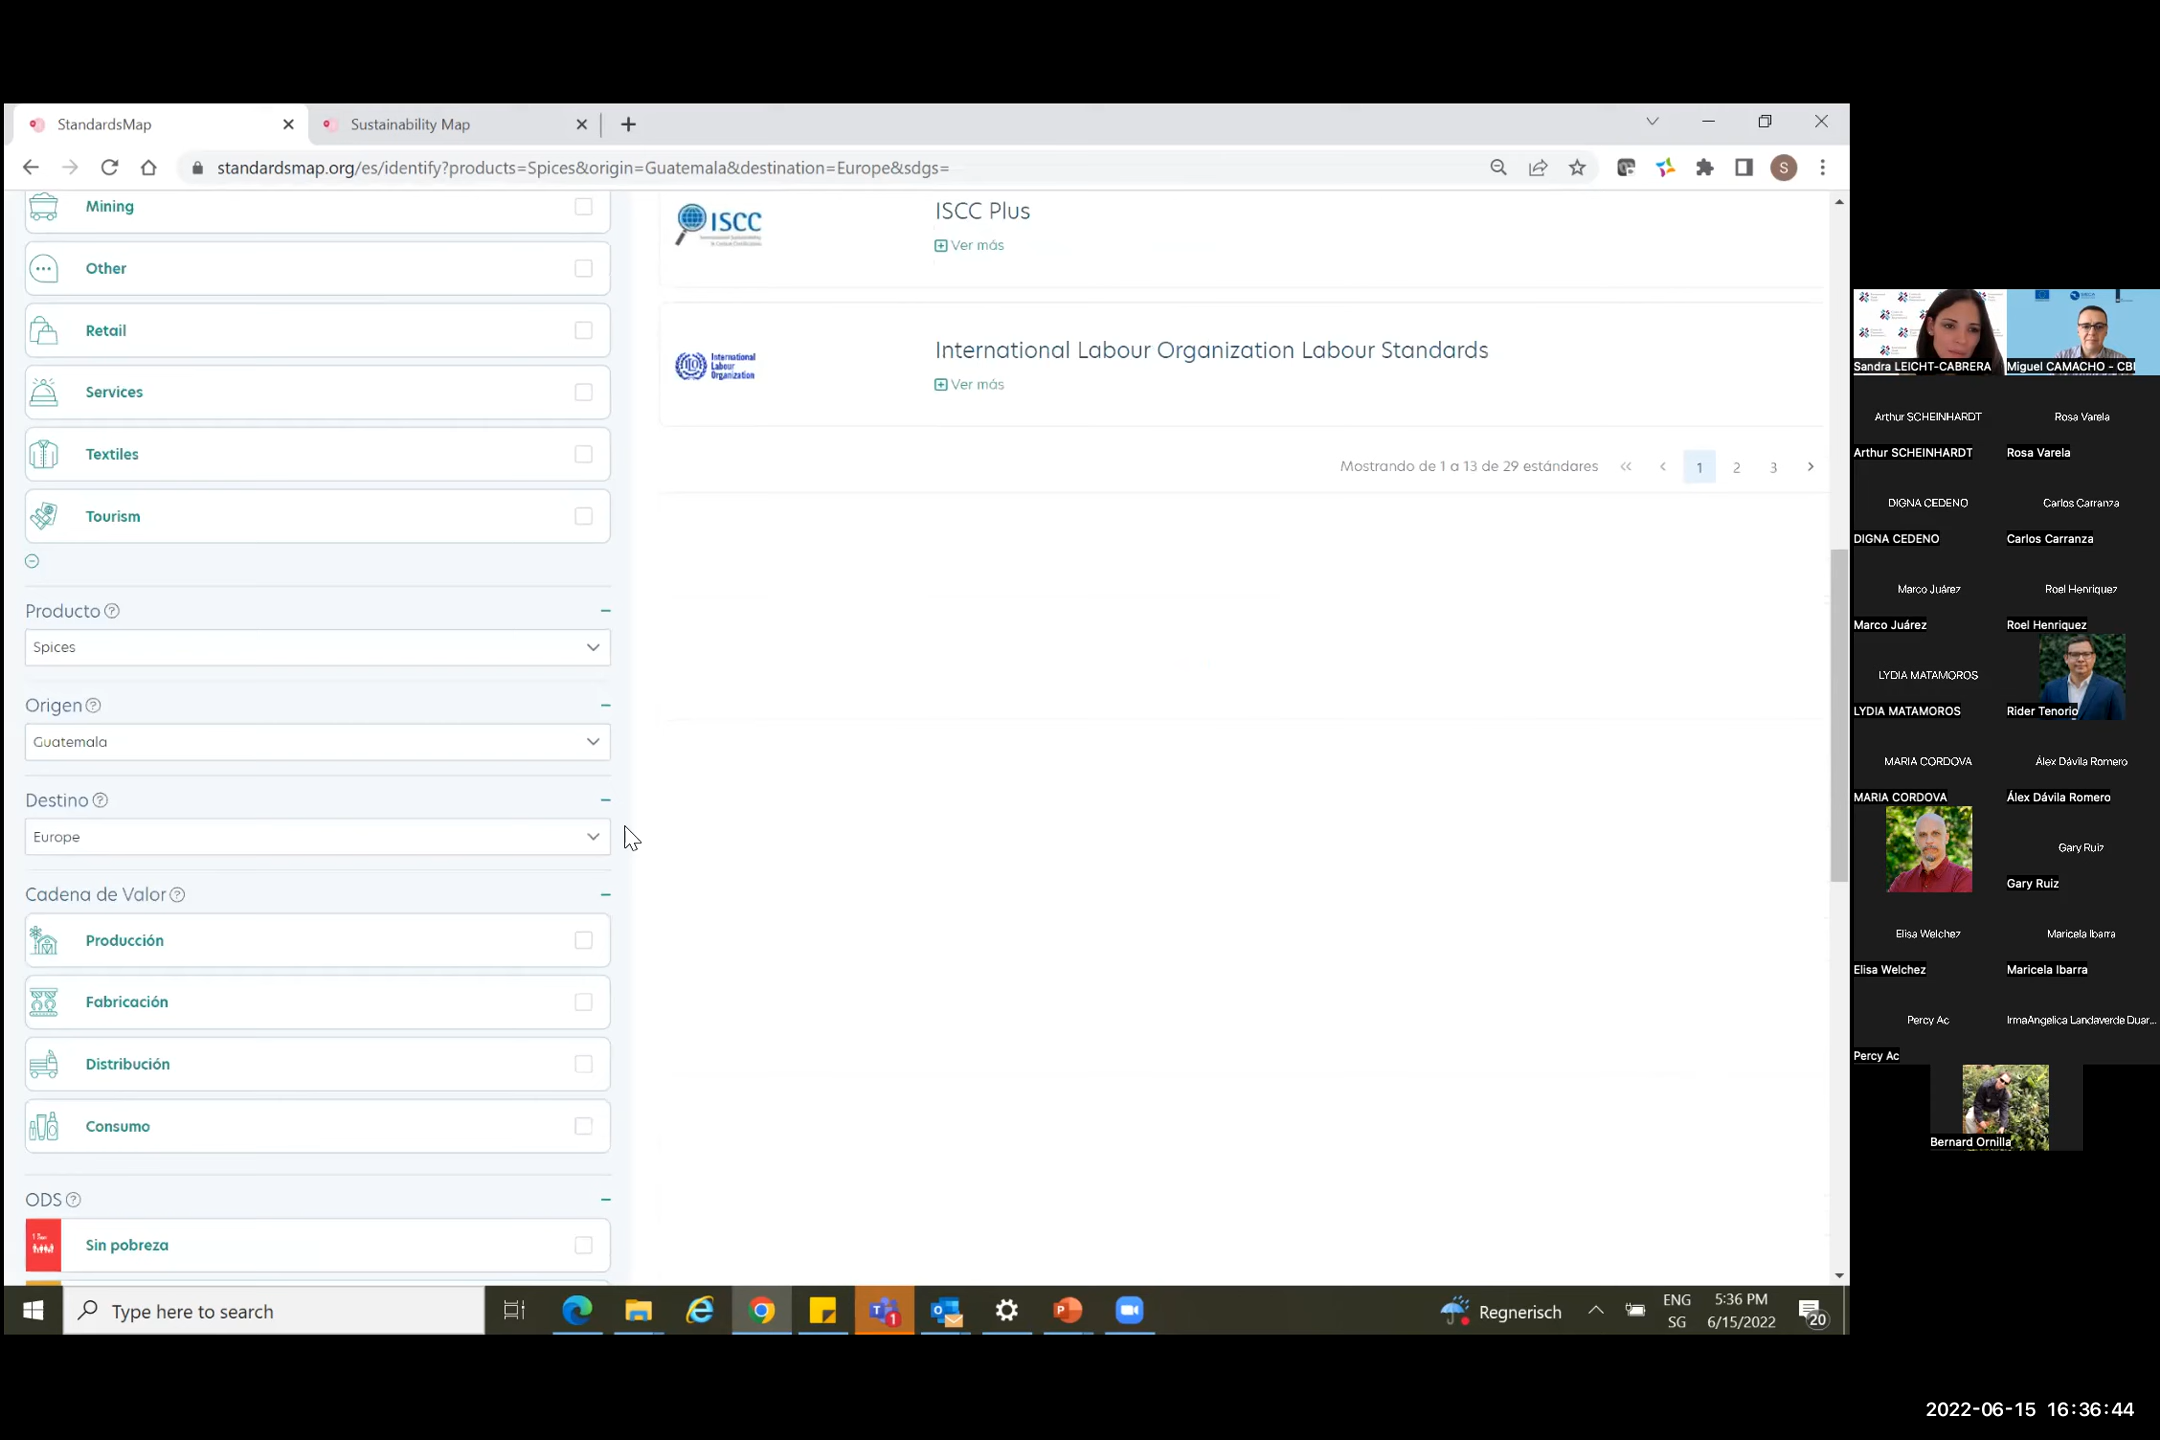 StandardsMap
Sustainability Map
standardsmap.org/es/identify?products=Spices&origin=Guatemala&destination=Europe&sdgs=
S
Mining
Other
Retail
Services
Textiles
Tourism
Producto
Spices
Origen
Guatemala
Destino
Europe
Cadena de Valor
Producción
Fabricación
Distribución
Consumo
ODS
Sin pobreza
ISCC
ISCC Plus
Ver más
International
Labour
Organization
International Labour Organization Labour Standards
Ver más
Mostrando de 1 a 13 de 29 estándares
1
2
3
Sandra LEICHT-CABRERA
Miguel CAMACHO - CBI
Arthur SCHEINHARDT
Rosa Varela
Arthur SCHEINHARDT
Rosa Varela
DIGNA CEDENO
Carlos Carranza
DIGNA CEDENO
Carlos Carranza
Marco Juárez
Roel Henriquez
Marco Juárez
Roel Henriquez
LYDIA MATAMOROS
LYDIA MATAMOROS
Rider Tenorio
MARIA CORDOVA
Álex Dávila Romero
MARIA CORDOVA
Álex Dávila Romero
Gary Ruiz
Gary Ruiz
Elisa Welchez
Maricela Ibarra
Elisa Welchez
Maricela Ibarra
Percy Ac
IrmaAngelica Landaverde Duar...
Percy Ac
Bernard Ornilla
Type here to search
1
Regnerisch
ENG
SG
5:36 PM
6/15/2022
20
2022-06-15 16:36:44